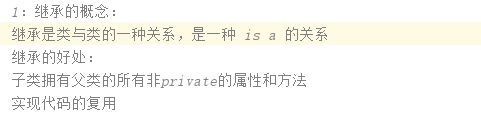 1：继承的概念：
继承是类与类的一种关系，是一种 is a 的关系
继承的好处：
子类拥有父类的所有非private的属性和方法
实现代码的复用